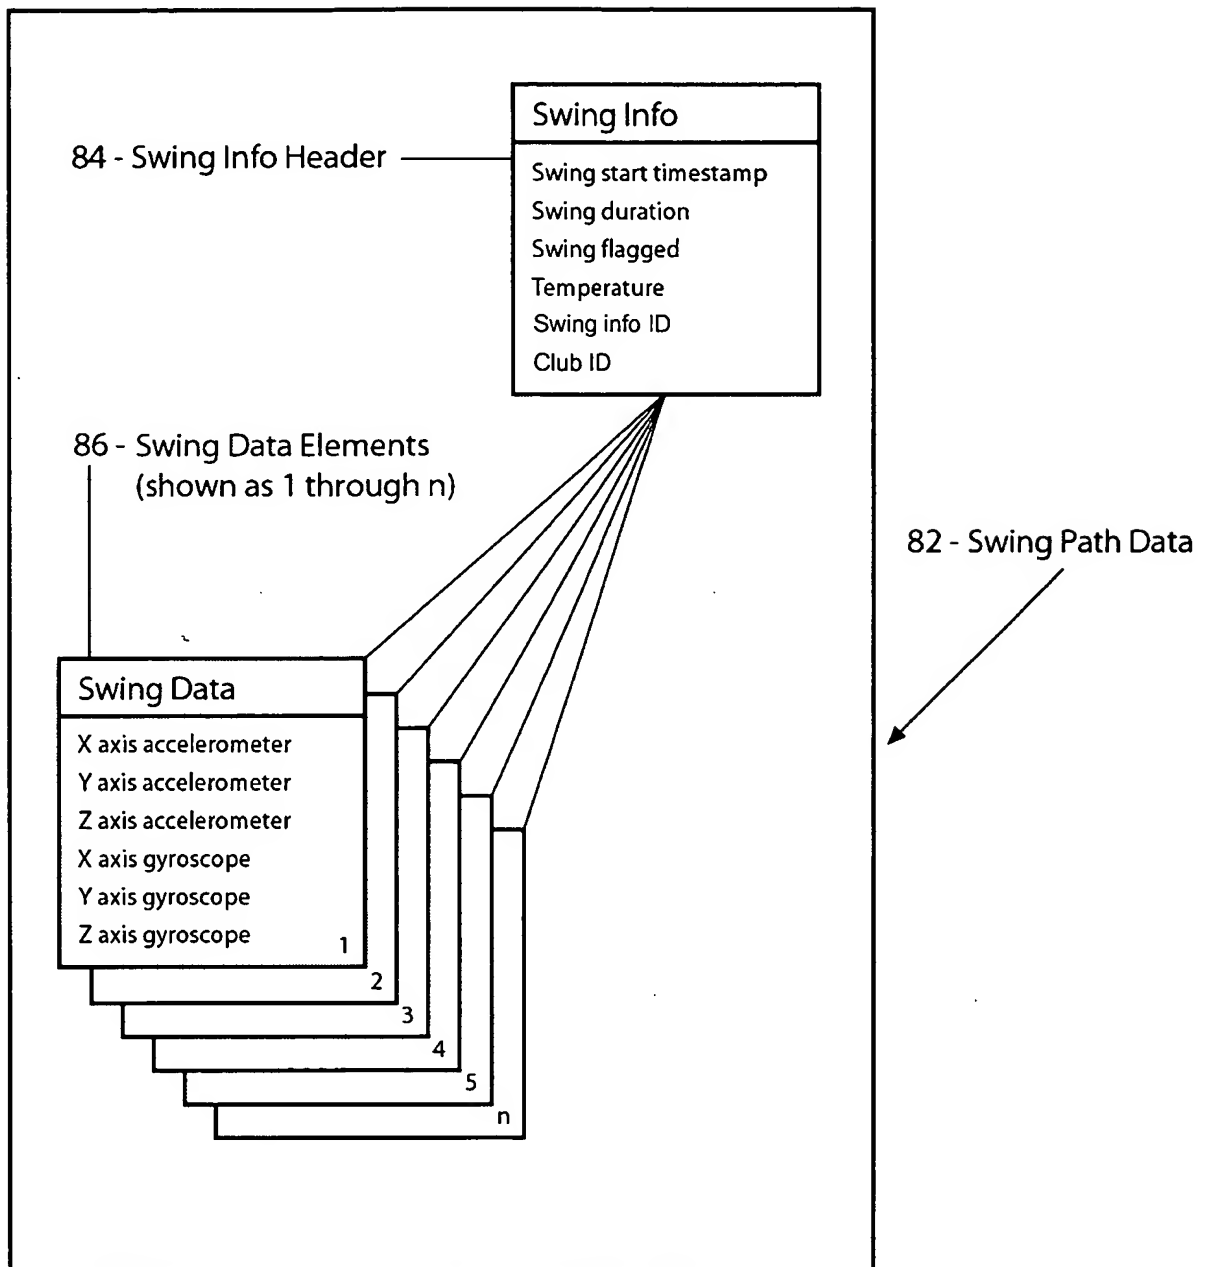 Swing Info
84 - Swing Info Header
Swing start timestamp
Swing duration
Swing flagged
Temperature
Swing info ID
Club ID
86 - Swing Data Elements
(shown as 1 through n)
82 - Swing Path Data
Swing Data
X axis accelerometer
Y axis accelerometer
Z axis accelerometer
X axis gyroscope
Y axis gyroscope
Z axis gyroscope
1
2
3
4
5
n